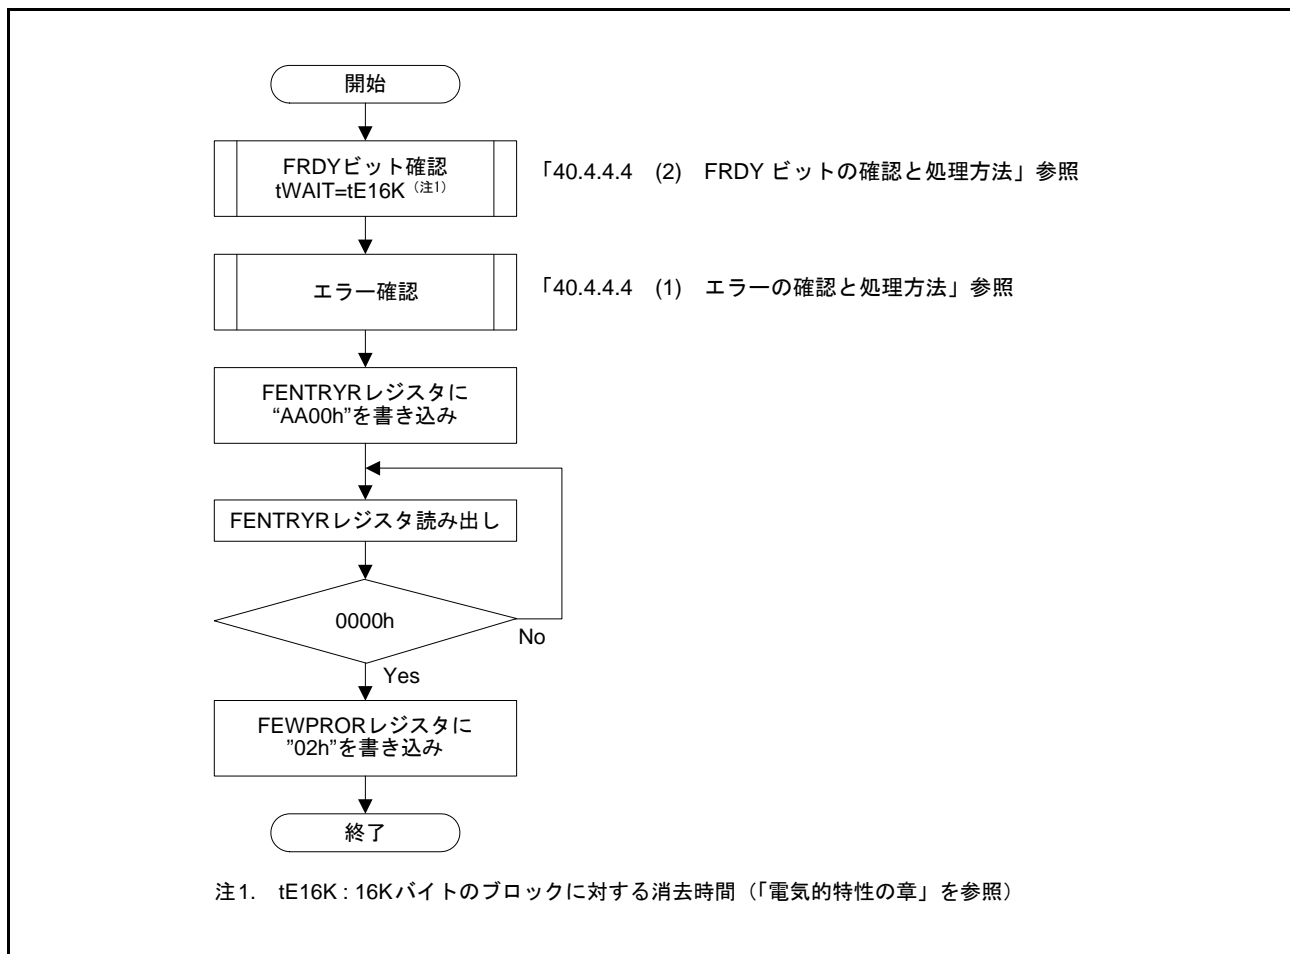 開始
FRDYビット確認
tWAIT=tE16K（注1）
「40.4.4.4　(2)　FRDY ビットの確認と処理方法」参照
エラー確認
「40.4.4.4　(1)　エラーの確認と処理方法」参照
FENTRYRレジスタに
“AA00h”を書き込み
FENTRYRレジスタ読み出し
0000h
No
Yes
FEWPRORレジスタに
”02h”を書き込み
終了
注1.　tE16K : 16Kバイトのブロックに対する消去時間（「電気的特性の章」を参照）